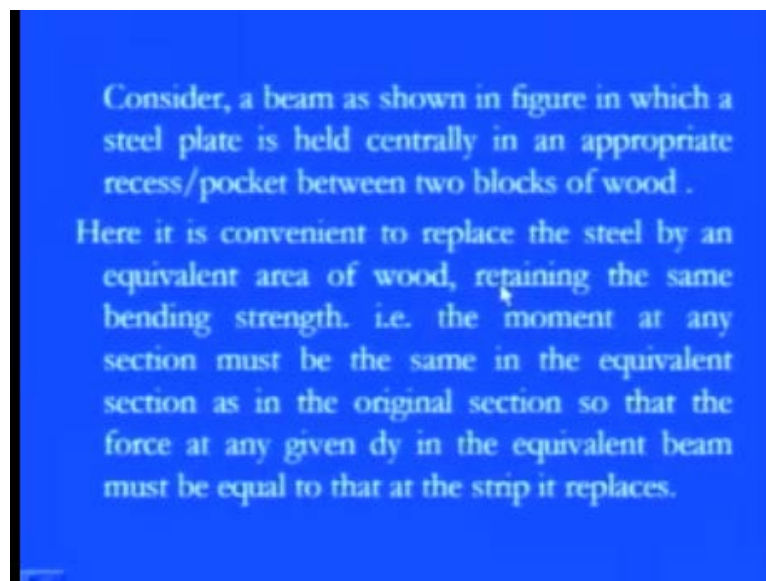 Consider, a beam as shown in figure in which a
steel plate is held centrally in an appropriate
recess/pocket between two blocks of wood .
Here it is convenient to replace the steel by an
equivalent area of wood, retaining the same
bending strength. i.e. the moment at any
section must be the same in the equivalent
section as in the original section so that the
force at any given dy in the equivalent beam
must be equal to that at the strip it replaces.